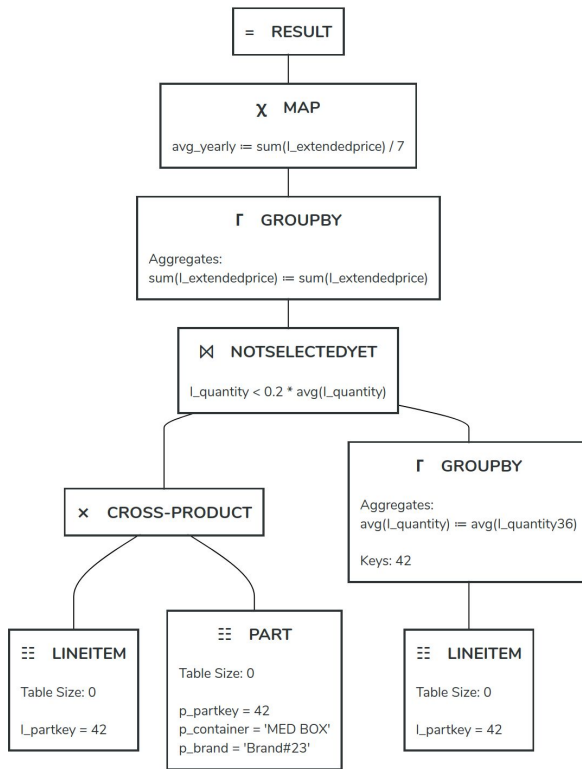 = RESULT
χ MAP
avg_yearly ≔ sum(l_extendedprice) / 7
Γ GROUPBY
Aggregates:
sum(l_extendedprice) ≔ sum(l_extendedprice)
⋈ NOTSELECTEDYET
l_quantity < 0.2 * avg(l_quantity)
Γ GROUPBY
Aggregates:
avg(l_quantity) ≔ avg(l_quantity36)
Keys: 42
× CROSS-PRODUCT
LINEITEM
Table Size: 0
l_partkey = 42
PART
Table Size: 0
p_partkey = 42
p_container = 'MED BOX'
p_brand = 'Brand#23'
LINEITEM
Table Size: 0
l_partkey = 42